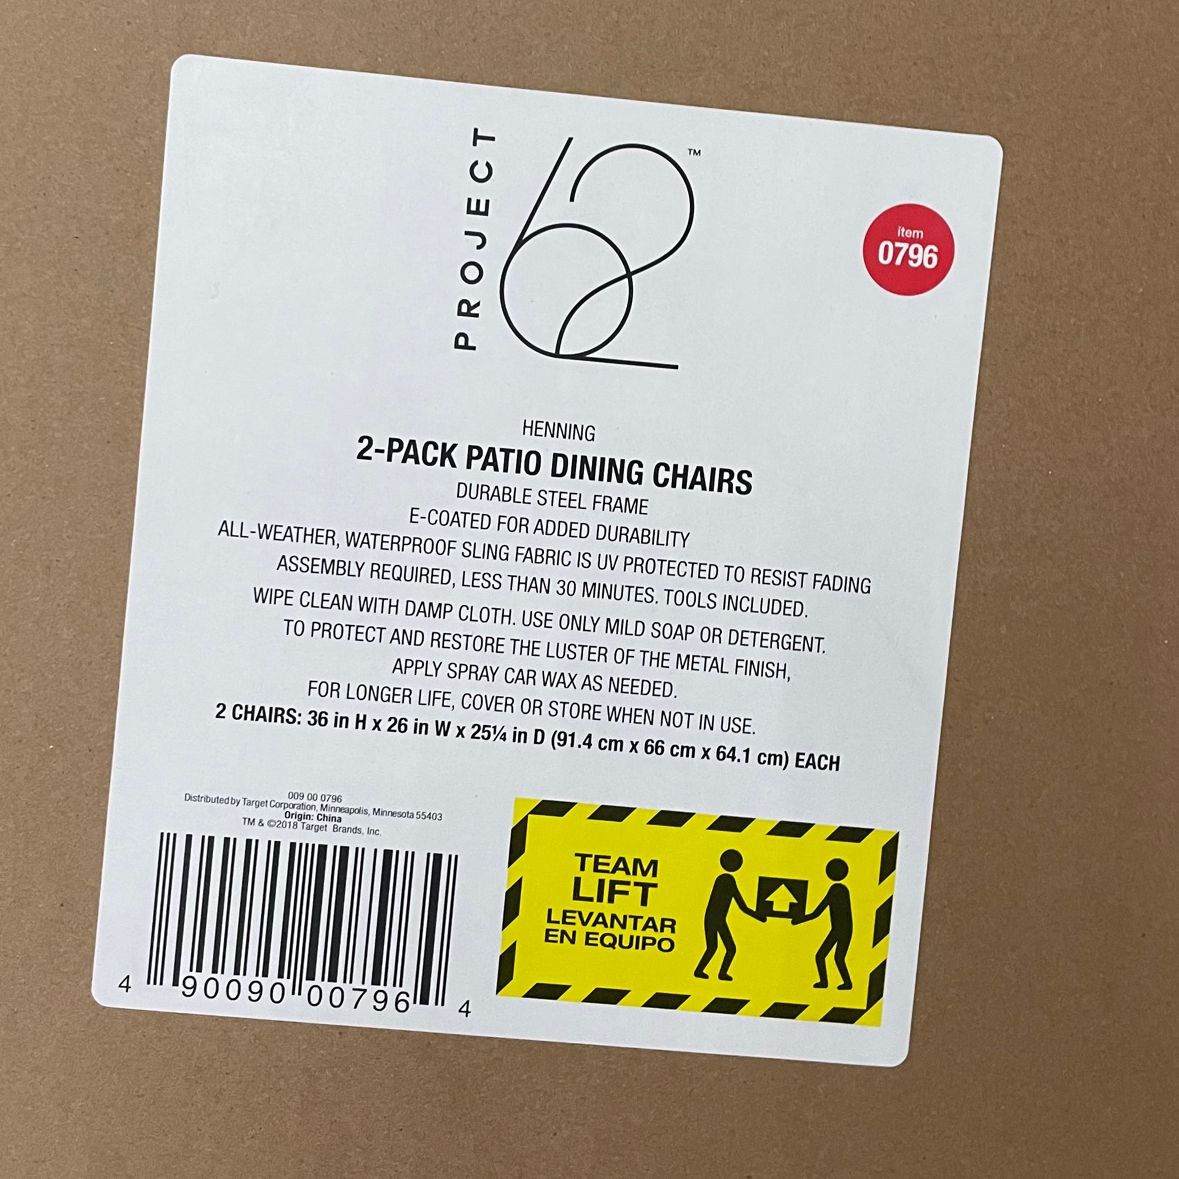 PROJECT
62
TM
item
0796
HENNING
2-PACK PATIO DINING CHAIRS
DURABLE STEEL FRAME
E-COATED FOR ADDED DURABILITY
ALL-WEATHER, WATERPROOF SLING FABRIC IS UV PROTECTED TO RESIST FADING
ASSEMBLY REQUIRED, LESS THAN 30 MINUTES. TOOLS INCLUDED.
WIPE CLEAN WITH DAMP CLOTH. USE ONLY MILD SOAP OR DETERGENT.
TO PROTECT AND RESTORE THE LUSTER OF THE METAL FINISH,
APPLY SPRAY CAR WAX AS NEEDED.
FOR LONGER LIFE, COVER OR STORE WHEN NOT IN USE.
2 CHAIRS: 36 in H x 26 in W x 25¼ in D (91.4 cm x 66 cm x 64.1 cm) EACH
009 00 0796
Distributed by Target Corporation, Minneapolis, Minnesota 55403
Origin: China
TM & ©2018 Target Brands, Inc.
4 90090 00796 4
TEAM
LIFT
LEVANTAR
EN EQUIPO